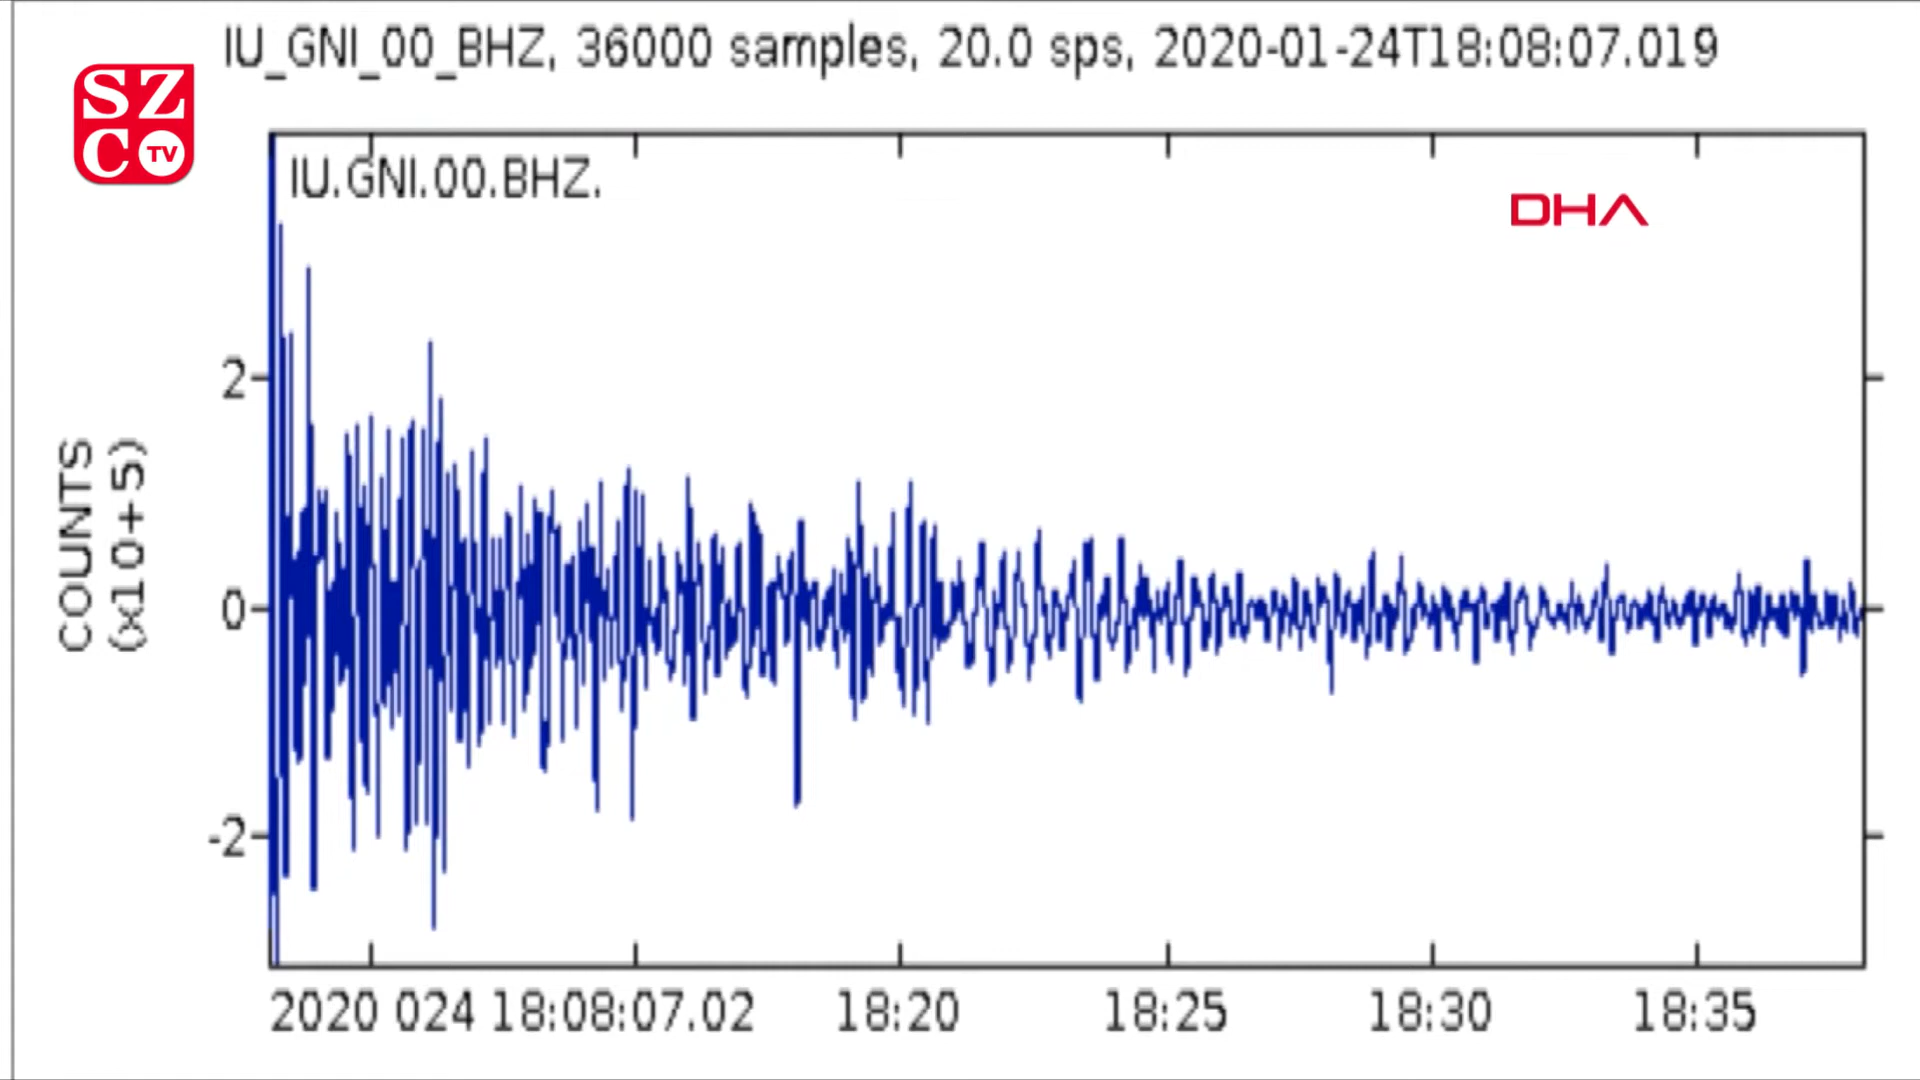 IU_GNI_00_BHZ, 36000 samples, 20.0 sps, 2020-01-24T18:08:07.019
SZC TV
IU.GNI.00.BHZ.
DHA
2
0
-2
COUNTS
(x10+5)
2020 024 18:08:07.02 18:20 18:25 18:30 18:35